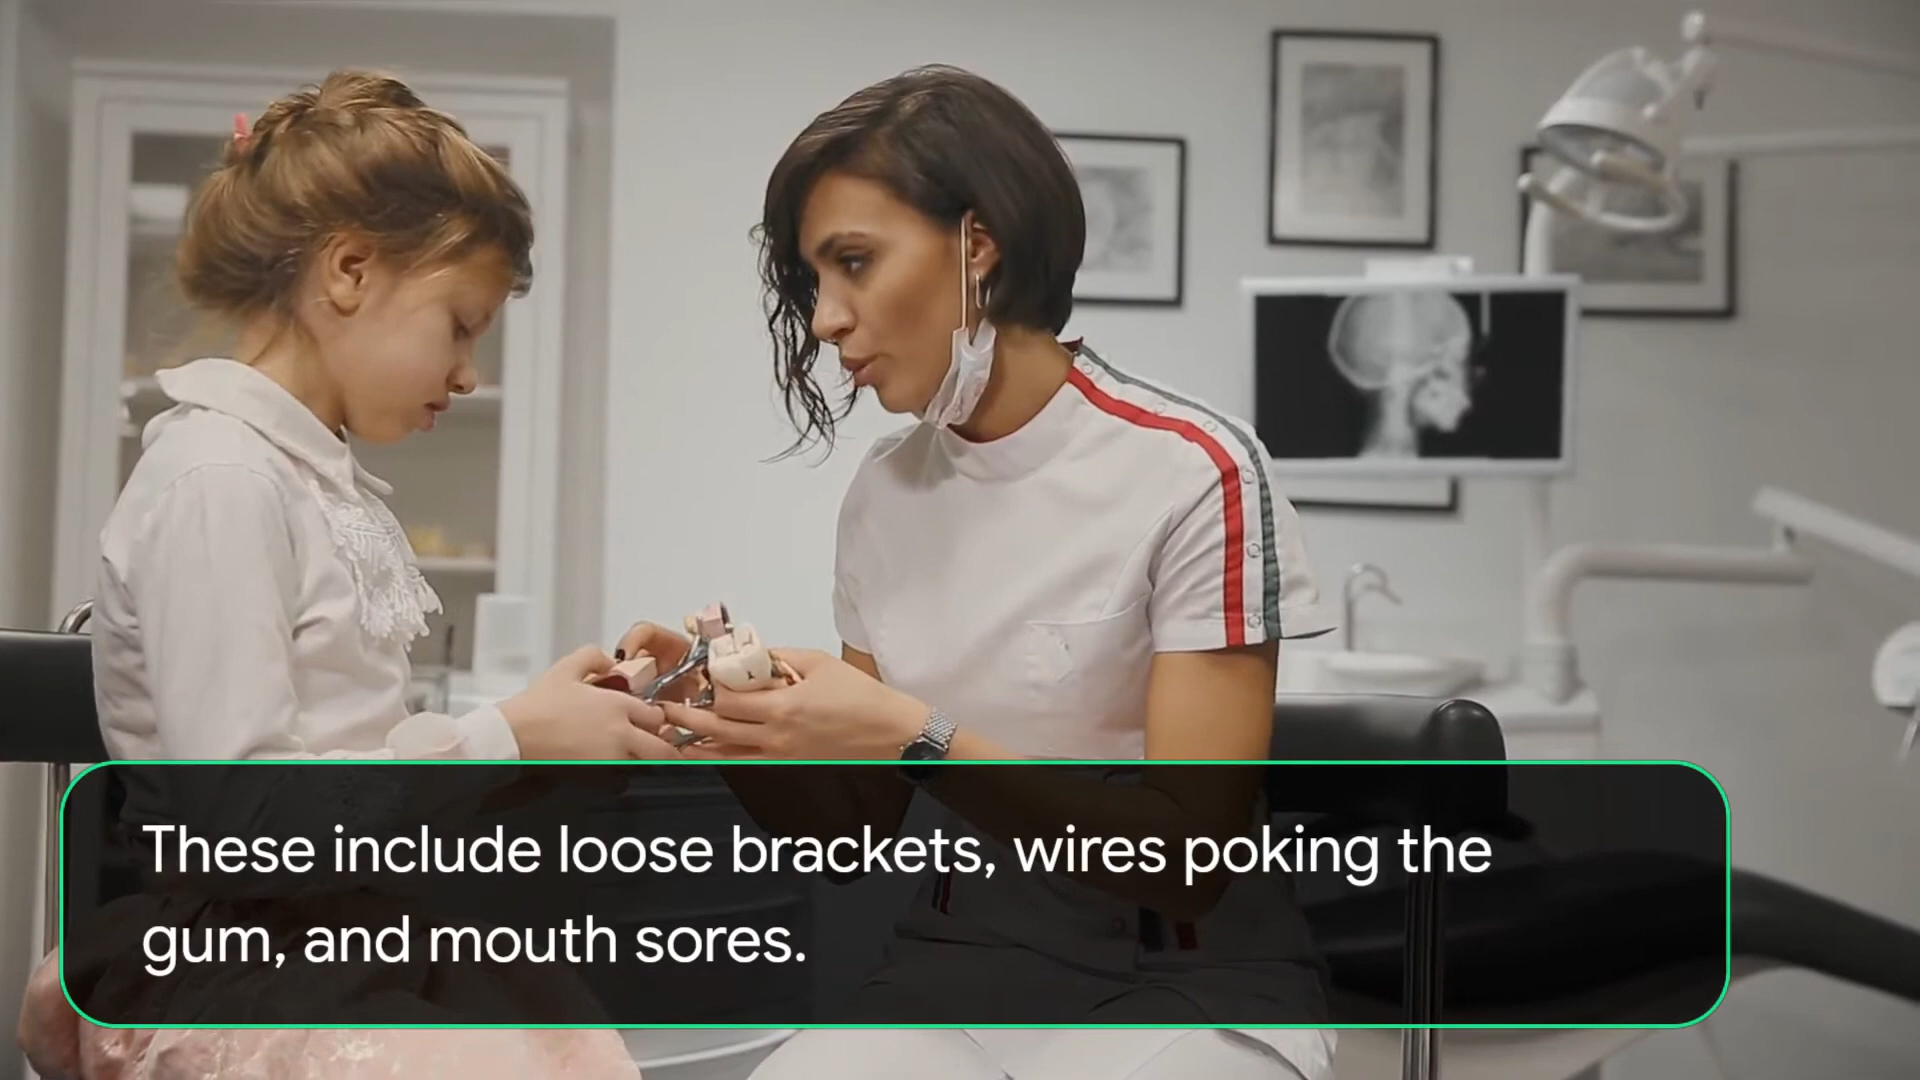 These include loose brackets, wires poking the
gum, and mouth sores.